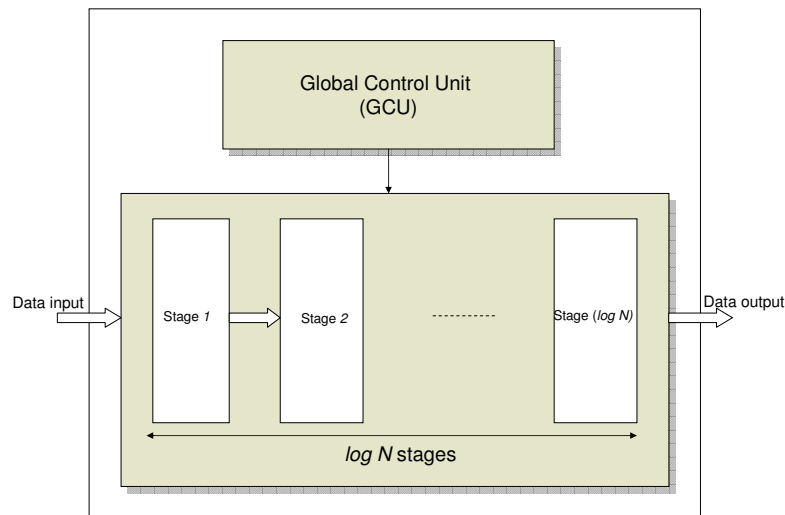 Global Control Unit
(GCU)
Data input
Stage 1
Stage 2
Stage (log N)
Data output
log N stages